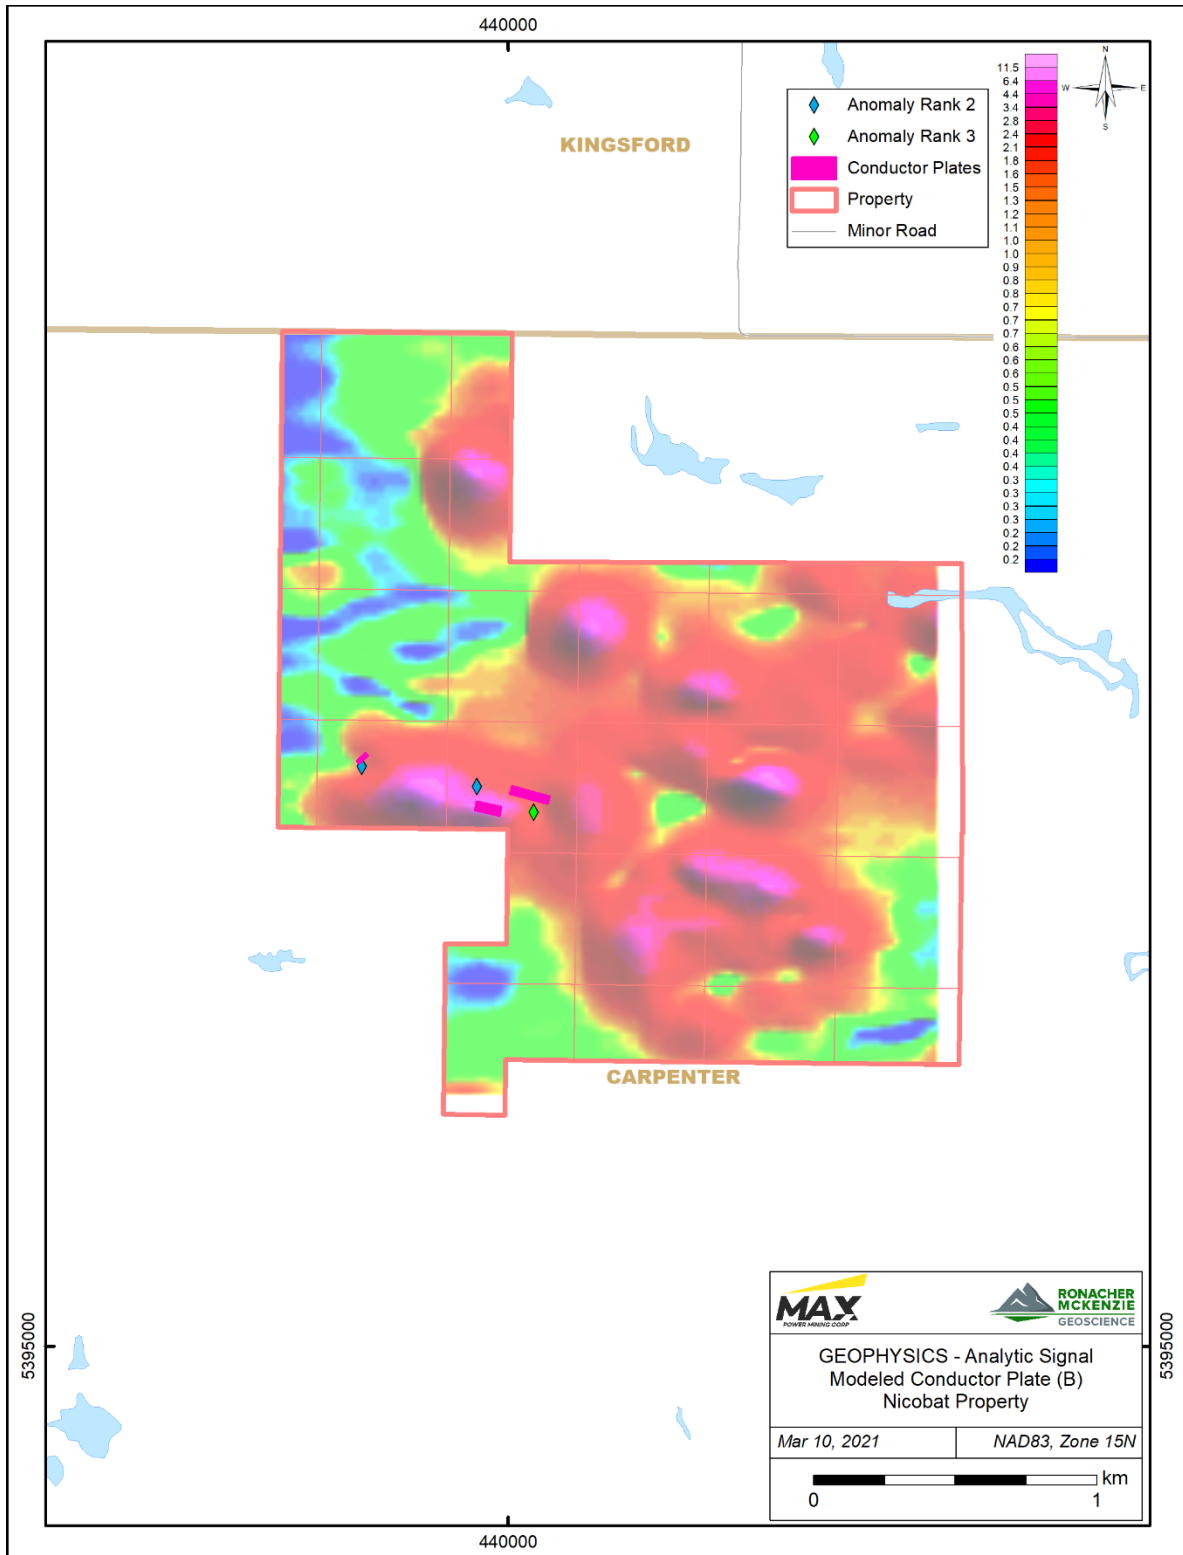 440000
11.5
6.4
4.4
3.4
2.8
2.4
2.1
1.8
1.6
1.5
1.3
1.2
1.1
1.0
1.0
0.9
0.8
0.8
0.7
0.7
0.7
0.6
0.6
0.6
0.5
0.5
0.4
0.4
0.4
0.3
0.3
0.3
0.3
0.2
0.2
0.2
N
W
E
S
Anomaly Rank 2
Anomaly Rank 3
Conductor Plates
Property
Minor Road
KINGSFORD
CARPENTER
5395000
5395000
MAX
POWER MINING CORP
RONACHER
MCKENZIE
GEOSCIENCE
GEOPHYSICS - Analytic Signal
Modeled Conductor Plate (B)
Nicobat Property
Mar 10, 2021
NAD83, Zone 15N
km
0 1
440000